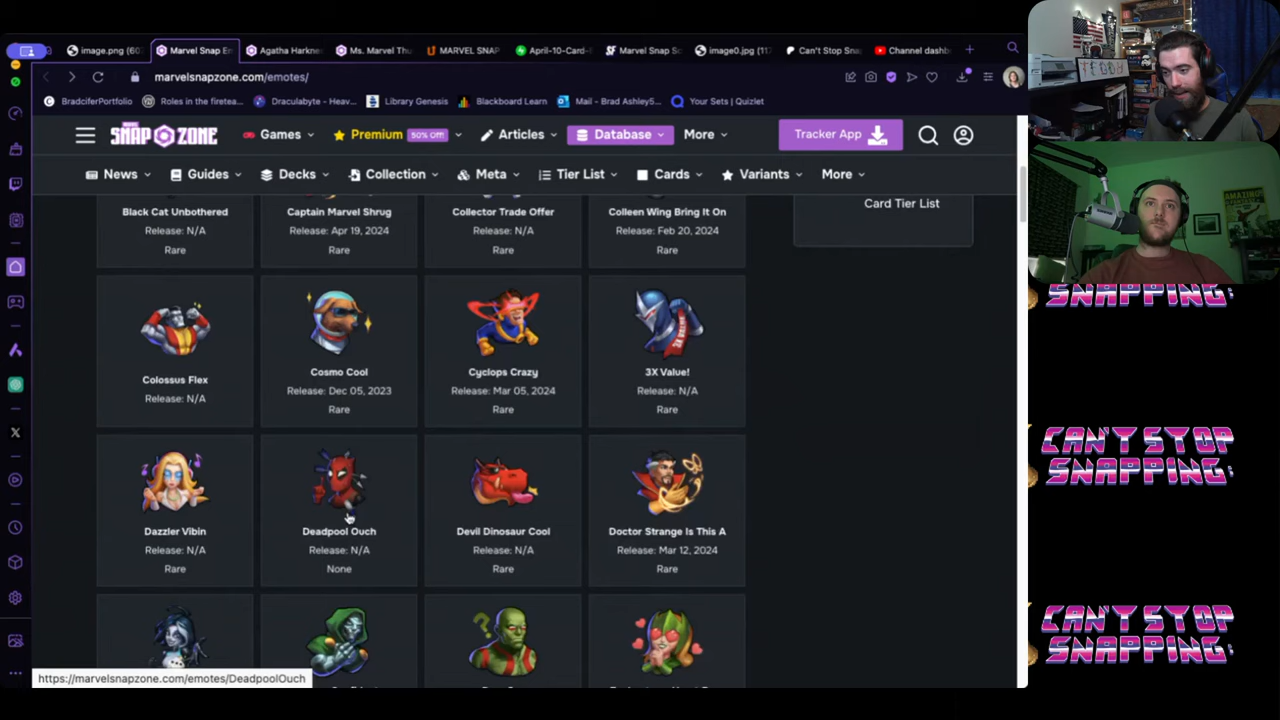 image.png (60
Marvel Snap E
Agatha Harkne
Ms. Marvel Thu
MARVEL SNAP
April-10-Card-
Marvel Snap So
image0.jpg (117
Can't Stop Sna
Channel dashb
marvelsnapzone.com/emotes/
BradciferPortfolio
Roles in the firetea...
Draculabyte - Heav...
Library Genesis
Blackboard Learn
Mail - Brad Ashley5...
Your Sets | Quizlet
MARVEL SNAP ZONE
Games
Premium 50% Off!
Articles
Database
More
Tracker App
News
Guides
Decks
Collection
Meta
Tier List
Cards
Variants
More
Black Cat Unbothered
Release: N/A
Rare
Captain Marvel Shrug
Release: Apr 19, 2024
Rare
Collector Trade Offer
Release: N/A
Rare
Colleen Wing Bring It On
Release: Feb 20, 2024
Rare
Card Tier List
Colossus Flex
Release: N/A
Cosmo Cool
Release: Dec 05, 2023
Rare
Cyclops Crazy
Release: Mar 05, 2024
Rare
3X Value!
Release: N/A
Rare
Dazzler Vibin
Release: N/A
Rare
Deadpool Ouch
Release: N/A
None
Devil Dinosaur Cool
Release: N/A
Rare
Doctor Strange Is This A
Release: Mar 12, 2024
Rare
https://marvelsnapzone.com/emotes/DeadpoolOuch
AMAZING
SNAPPING:
CAN'T STOP
SNAPPING:
CAN'T STOP
SNAPPING: